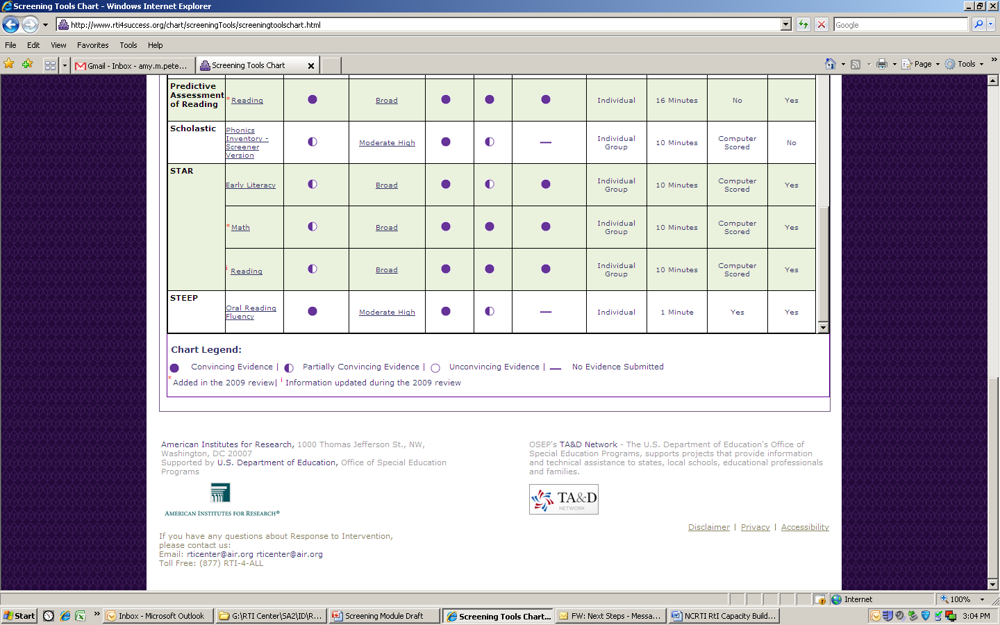 Screening Tools Chart - Windows Internet Explorer
http://www.rti4success.org/chart/screeningTools/screeningtoolschart.html
Google
File Edit View Favorites Tools Help
Gmail - Inbox - amy.m.pete...
Screening Tools Chart
Page
Tools
Predictive
Assessment
of Reading
* Reading
Broad
Individual
16 Minutes
No
Yes
Scholastic
Phonics
Inventory -
Screener
Version
Moderate High
Individual
Group
10 Minutes
Computer
Scored
No
STAR
Early Literacy
Broad
Individual
Group
10 Minutes
Computer
Scored
Yes
* Math
Broad
Individual
Group
10 Minutes
Computer
Scored
Yes
i Reading
Broad
Individual
Group
10 Minutes
Computer
Scored
Yes
STEEP
Oral Reading
Fluency
Moderate High
Individual
1 Minute
Yes
Yes
Chart Legend:
Convincing Evidence | Partially Convincing Evidence | Unconvincing Evidence | No Evidence Submitted
* Added in the 2009 review| i Information updated during the 2009 review
American Institutes for Research, 1000 Thomas Jefferson St., NW,
Washington, DC 20007
Supported by U.S. Department of Education, Office of Special Education
Programs
AMERICAN INSTITUTES FOR RESEARCH®
OSEP's TA&D Network - The U.S. Department of Education's Office of
Special Education Programs, supports projects that provide information
and technical assistance to states, local schools, educational professionals
and families.
TA&D
NETWORK
Disclaimer | Privacy | Accessibility
If you have any questions about Response to Intervention,
please contact us:
Email: rticenter@air.org rticenter@air.org
Toll Free: (877) RTI-4-ALL
Internet
100%
Start
Inbox - Microsoft Outlook
G:\RTI Center\SA2\ID\R...
Screening Module Draft
Screening Tools Chart...
FW: Next Steps - Messa...
NCRTI RtI Capacity Build...
3:04 PM